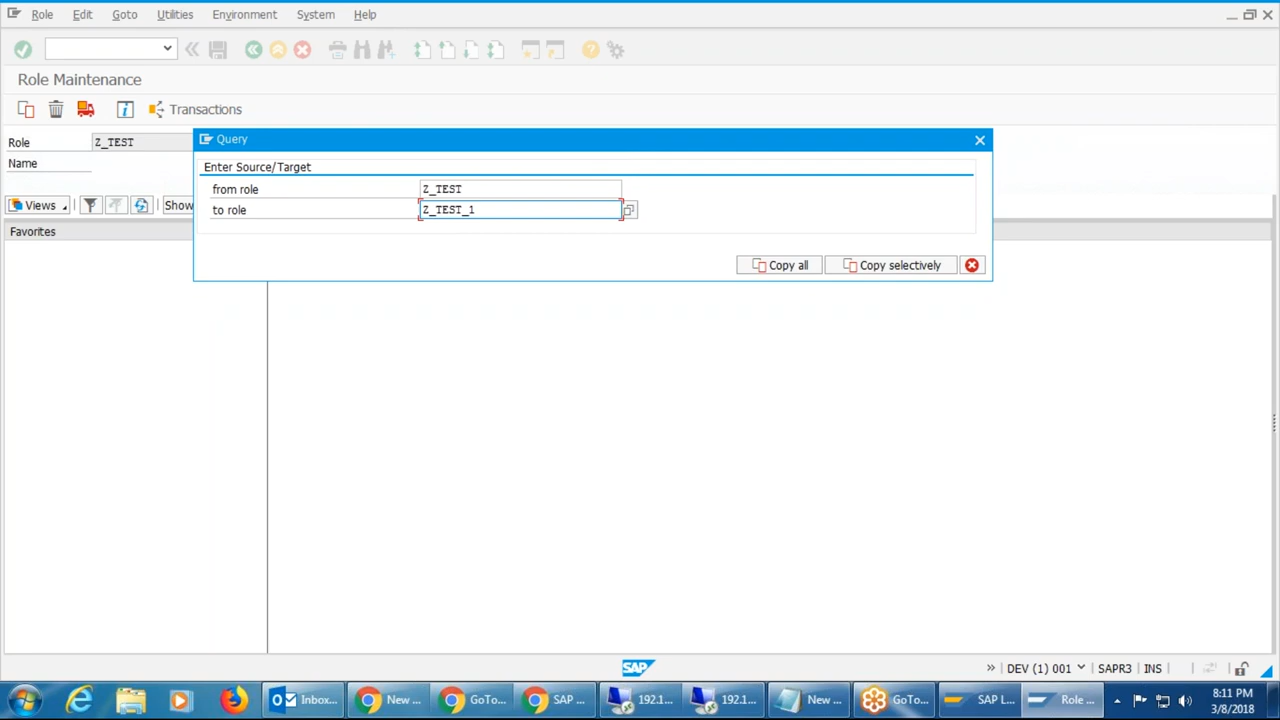 Role Edit Goto Utilities Environment System Help
Role Maintenance
Transactions
Role Z_TEST
Name
Query
Enter Source/Target
from role Z_TEST
to role Z_TEST_1
Copy all Copy selectively
Views Show
Favorites
SAP
DEV (1) 001 SAPR3 INS
Inbox... New ... GoTo... SAP ... 192.1... 192.1... New ... GoTo... SAP L... Role ...
8:11 PM
3/8/2018